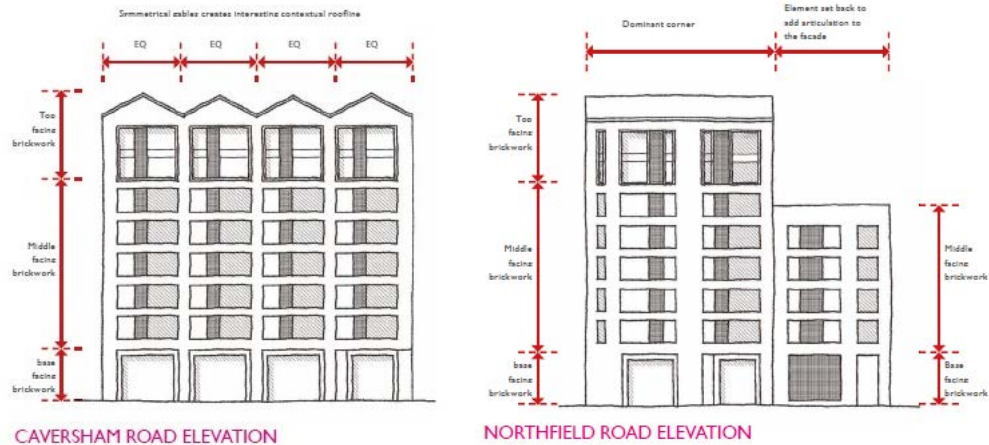 Symmetrical gables creates interesting contextual roofline
EQ
EQ
EQ
EQ
Top
facing
brickwork
Middle
facing
brickwork
base
facing
brickwork
CAVERSHAM ROAD ELEVATION
Dominant corner
Element set back to
add articulation to
the facade
Top
facing
brickwork
Middle
facing
brickwork
base
facing
brickwork
Middle
facing
brickwork
Base
facing
brickwork
NORTHFIELD ROAD ELEVATION